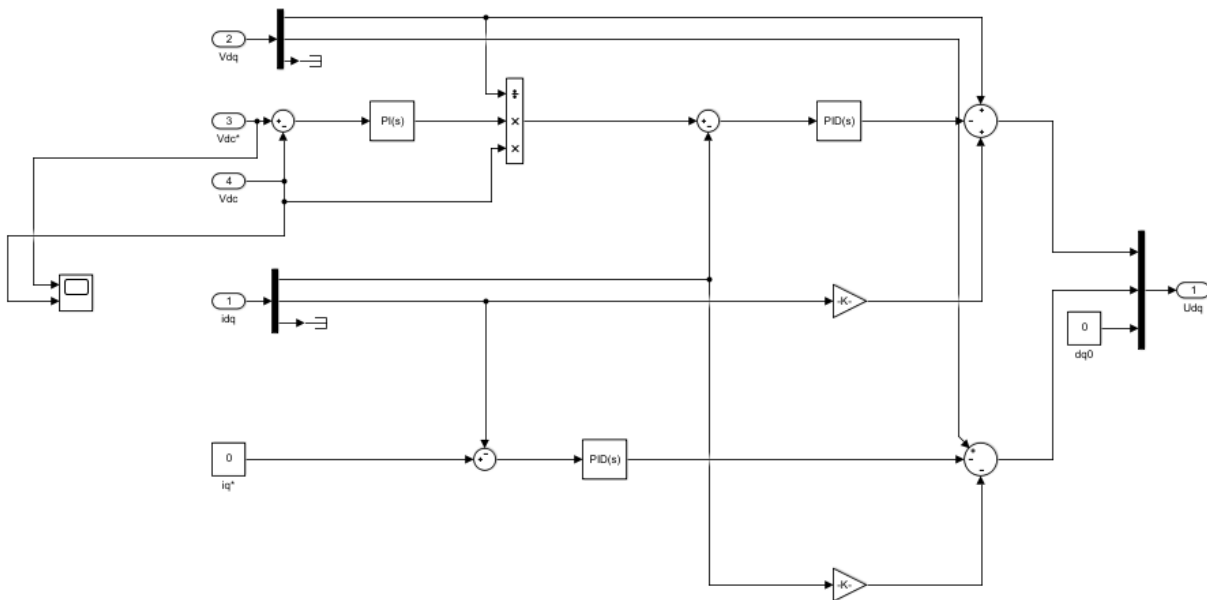 2
Vdq
3
Vdc*
PI(s)
÷
×
×
PID(s)
4
Vdc
1
idq
-K-
1
Udq
0
dq0
0
iq*
PID(s)
-K-